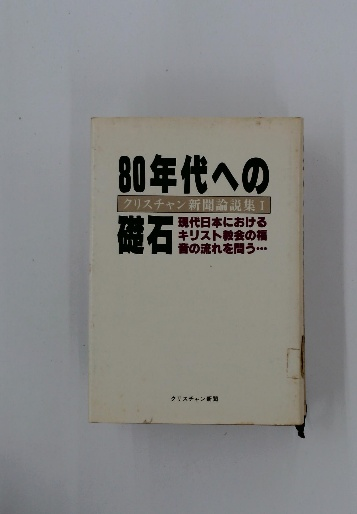 80年代への
クリスチャン新聞論説集 I
礎石
現代日本における
キリスト教会の福
音の流れを問う…
クリスチャン新聞